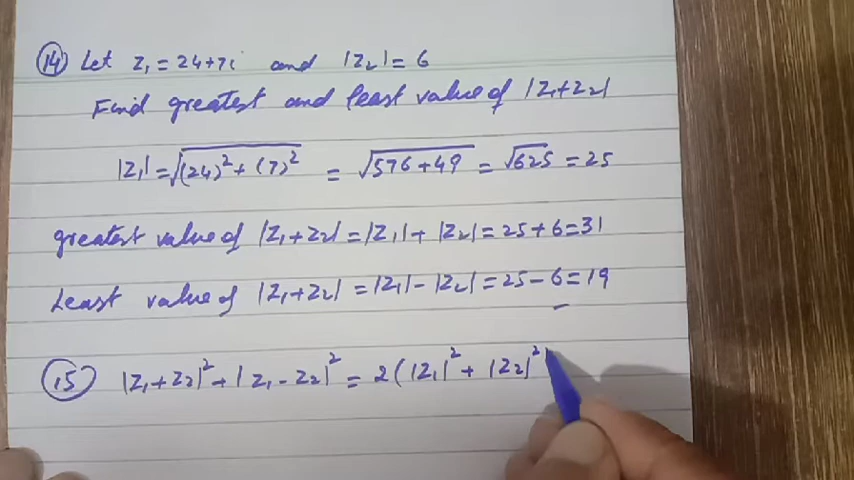 14 Let z₁ = 24+7i and |z₂| = 6
Find greatest and least value of |z₁+z₂|
|z₁| = √(24)² + (7)² = √576+49 = √625 = 25
greatest value of |z₁+z₂| = |z₁| + |z₂| = 25+6=31
Least value of |z₁+z₂| = |z₁| - |z₂| = 25-6=19
15 |z₁+z₂|² + |z₁-z₂|² = 2(|z₁|² + |z₂|²